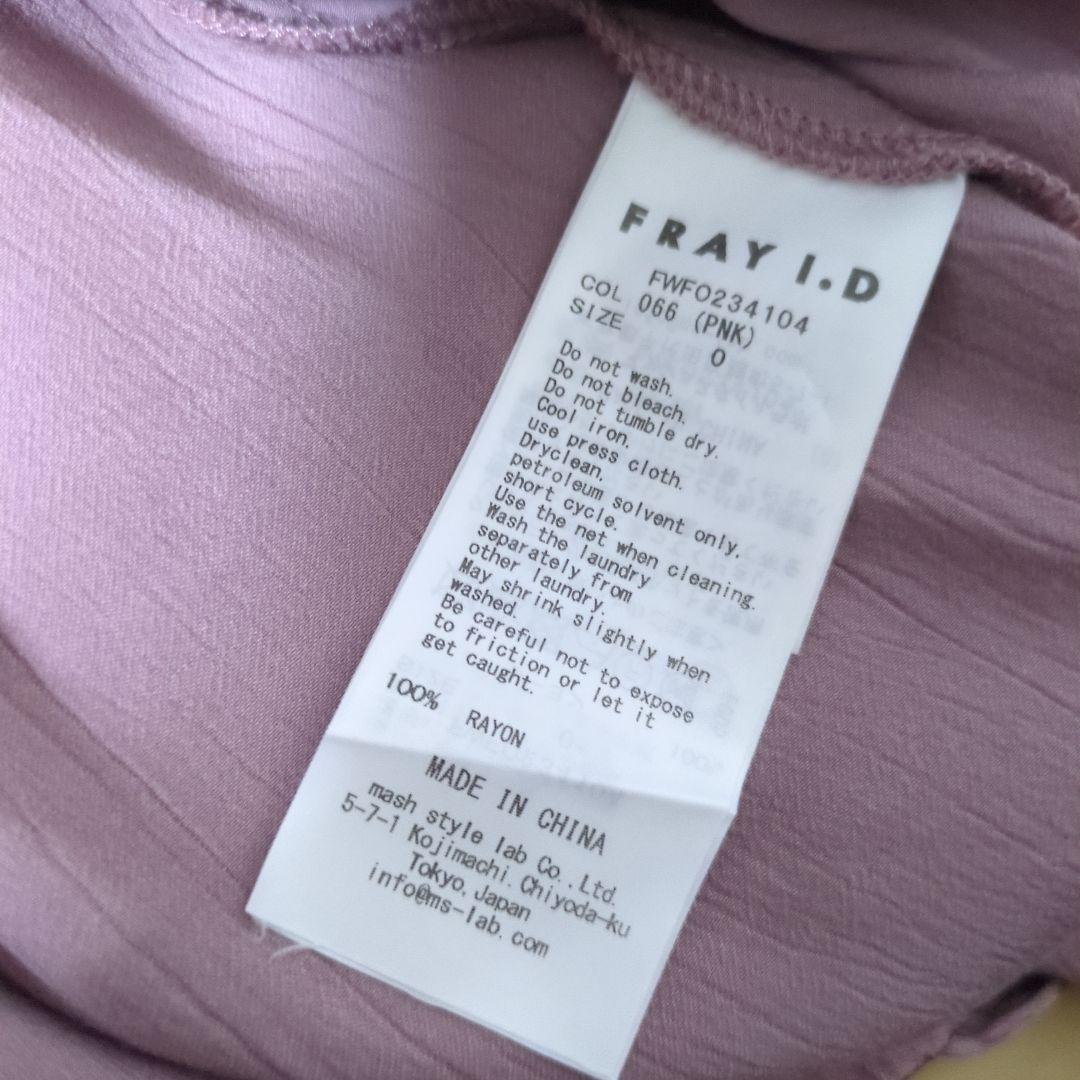 FRAY I.D
FWFO234104
COL 066 (PNK)
SIZE 0
Do not wash.
Do not bleach.
Do not tumble dry.
Cool iron.
use press cloth.
Dryclean.
petroleum solvent only.
short cycle.
Use the net when cleaning.
Wash the laundry
separately from
other laundry.
May shrink slightly when
washed.
Be careful not to expose
to friction or let it
get caught.
100% RAYON
MADE IN CHINA
mash style lab Co.,Ltd.
5-7-1 Kojimachi.Chiyoda-ku
Tokyo,Japan
info@ms-lab.com